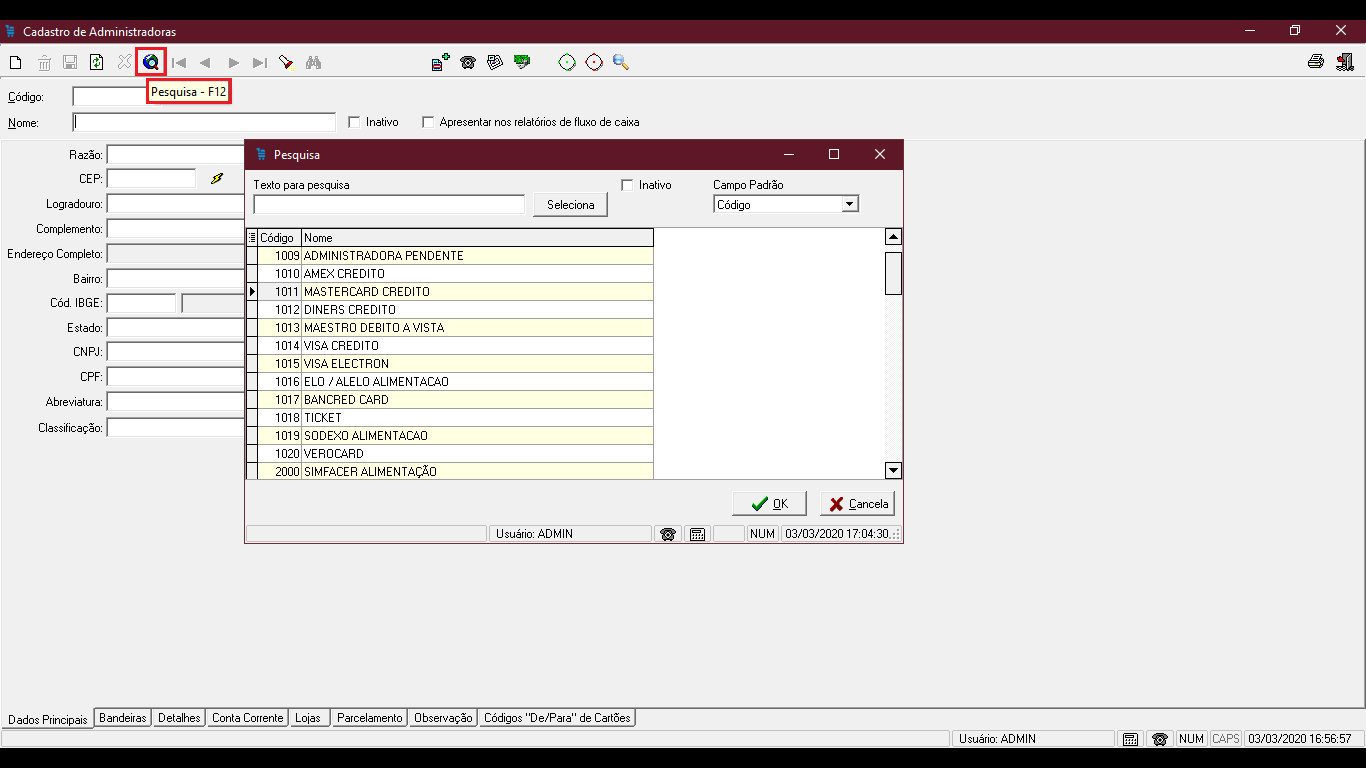 Cadastro de Administradoras
Pesquisa - F12
Código:
Nome:
Inativo
Apresentar nos relatórios de fluxo de caixa
Razão:
CEP:
Logradouro:
Complemento:
Endereço Completo:
Bairro:
Cód. IBGE:
Estado:
CNPJ:
CPF:
Abreviatura:
Classificação:
Pesquisa
Texto para pesquisa
Seleciona
Inativo
Campo Padrão
Código
Código Nome
1009 ADMINISTRADORA PENDENTE
1010 AMEX CREDITO
1011 MASTERCARD CREDITO
1012 DINERS CREDITO
1013 MAESTRO DEBITO A VISTA
1014 VISA CREDITO
1015 VISA ELECTRON
1016 ELO / ALELO ALIMENTACAO
1017 BANCRED CARD
1018 TICKET
1019 SODEXO ALIMENTACAO
1020 VEROCARD
2000 SIMFACER ALIMENTAÇÃO
OK Cancela
Usuário: ADMIN NUM 03/03/2020 17:04:30
Dados Principais Bandeiras Detalhes Conta Corrente Lojas Parcelamento Observação Códigos "De/Para" de Cartões
Usuário: ADMIN NUM CAPS 03/03/2020 16:56:57